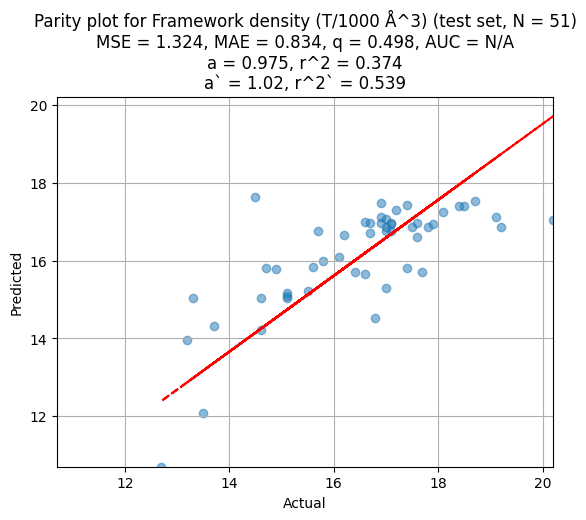 Parity plot for Framework density (T/1000 Å^3) (test set, N = 51)
MSE = 1.324, MAE = 0.834, q = 0.498, AUC = N/A
a = 0.975, r^2 = 0.374
a` = 1.02, r^2` = 0.539
20
18
16
14
12
Predicted
12
14
16
18
20
Actual